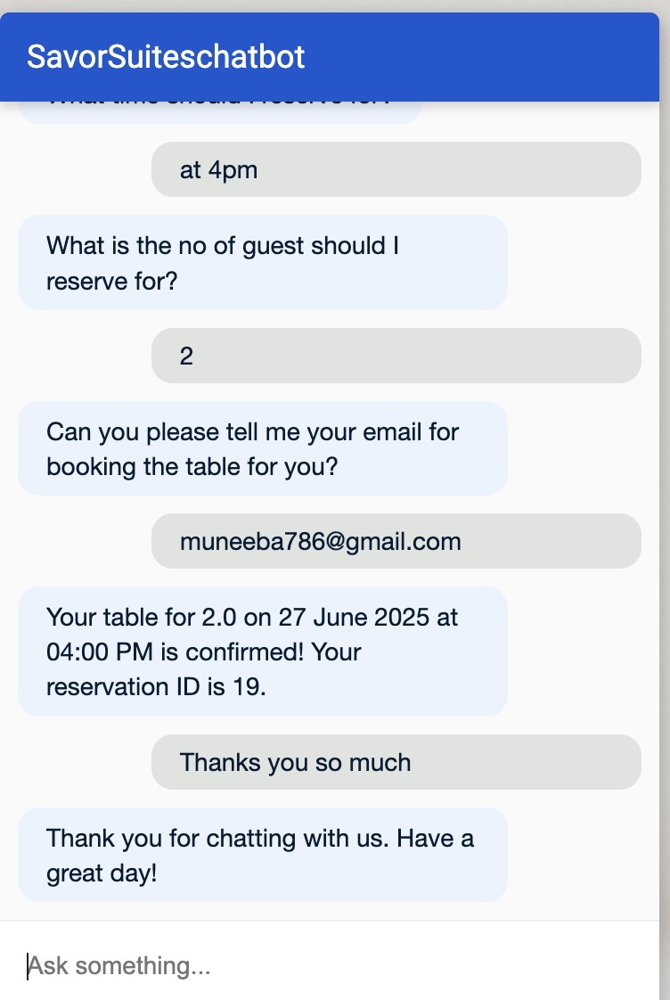 SavorSuiteschatbot
What time should I reserve for?
at 4pm
What is the no of guest should I
reserve for?
2
Can you please tell me your email for
booking the table for you?
muneeba786@gmail.com
Your table for 2.0 on 27 June 2025 at
04:00 PM is confirmed! Your
reservation ID is 19.
Thanks you so much
Thank you for chatting with us. Have a
great day!
Ask something...